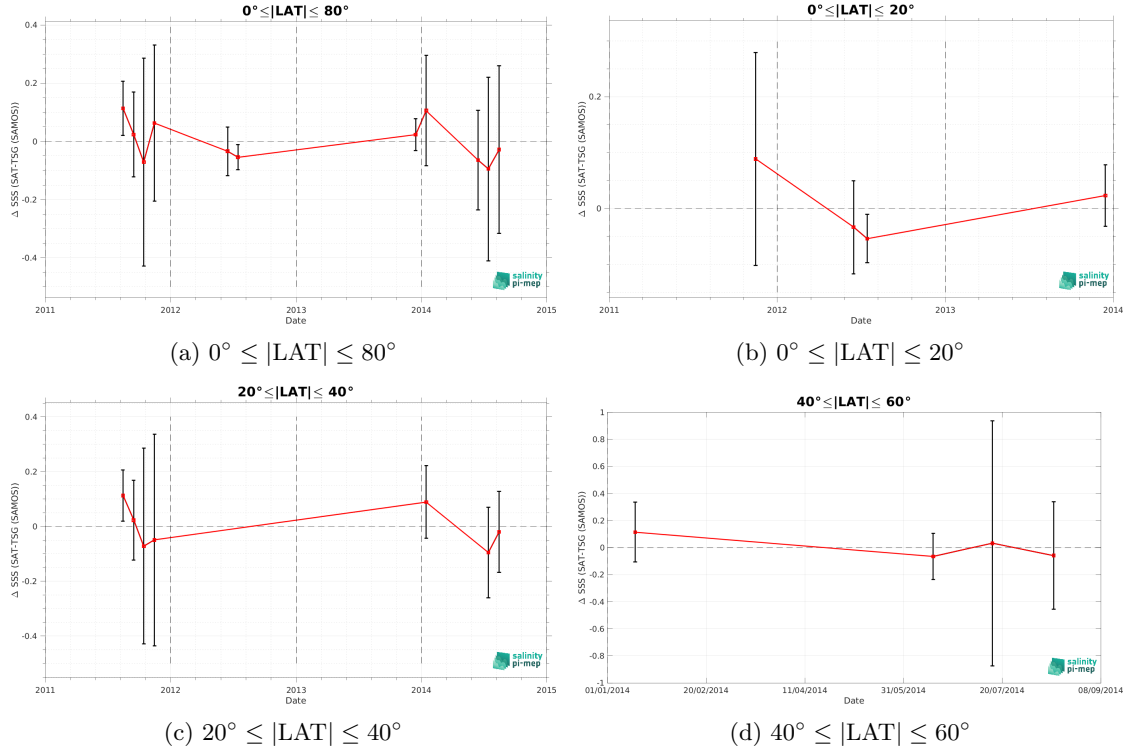 0°≤|LAT|≤ 80°
Δ SSS (SAT-TSG (SAMOS))
0.4
0.2
0
-0.2
-0.4
2011 2012 2013 2014 2015
Date
salinity
pi-mep
(a) 0° ≤ |LAT| ≤ 80°
0°≤|LAT|≤ 20°
Δ SSS (SAT-TSG (SAMOS))
0.2
0
2011 2012 2013 2014
Date
salinity
pi-mep
(b) 0° ≤ |LAT| ≤ 20°
20°≤|LAT|≤ 40°
Δ SSS (SAT-TSG (SAMOS))
0.4
0.2
0
-0.2
-0.4
2011 2012 2013 2014 2015
Date
salinity
pi-mep
(c) 20° ≤ |LAT| ≤ 40°
40°≤|LAT|≤ 60°
Δ SSS (SAT-TSG (SAMOS))
1
0.8
0.6
0.4
0.2
0
-0.2
-0.4
-0.6
-0.8
-1
01/01/2014 20/02/2014 11/04/2014 31/05/2014 20/07/2014 08/09/2014
Date
salinity
pi-mep
(d) 40° ≤ |LAT| ≤ 60°